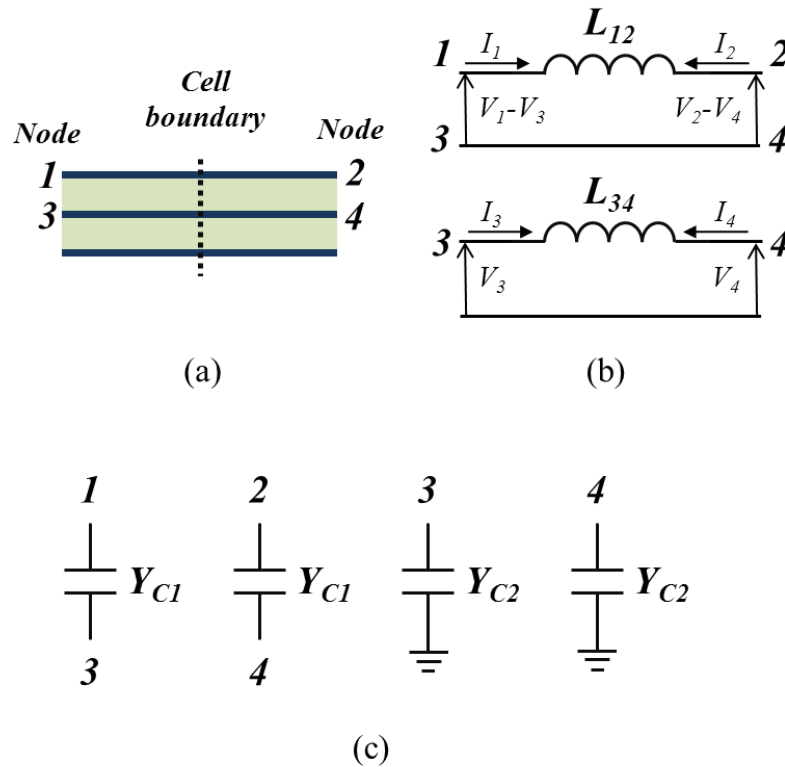 Cell
boundary
Node
Node
1
2
3
4
(a)
L12
1
I1
I2
2
V1-V3
V2-V4
3
4
L34
3
I3
I4
4
V3
V4
(b)
1
2
3
4
YC1
YC1
YC2
YC2
3
4
(c)